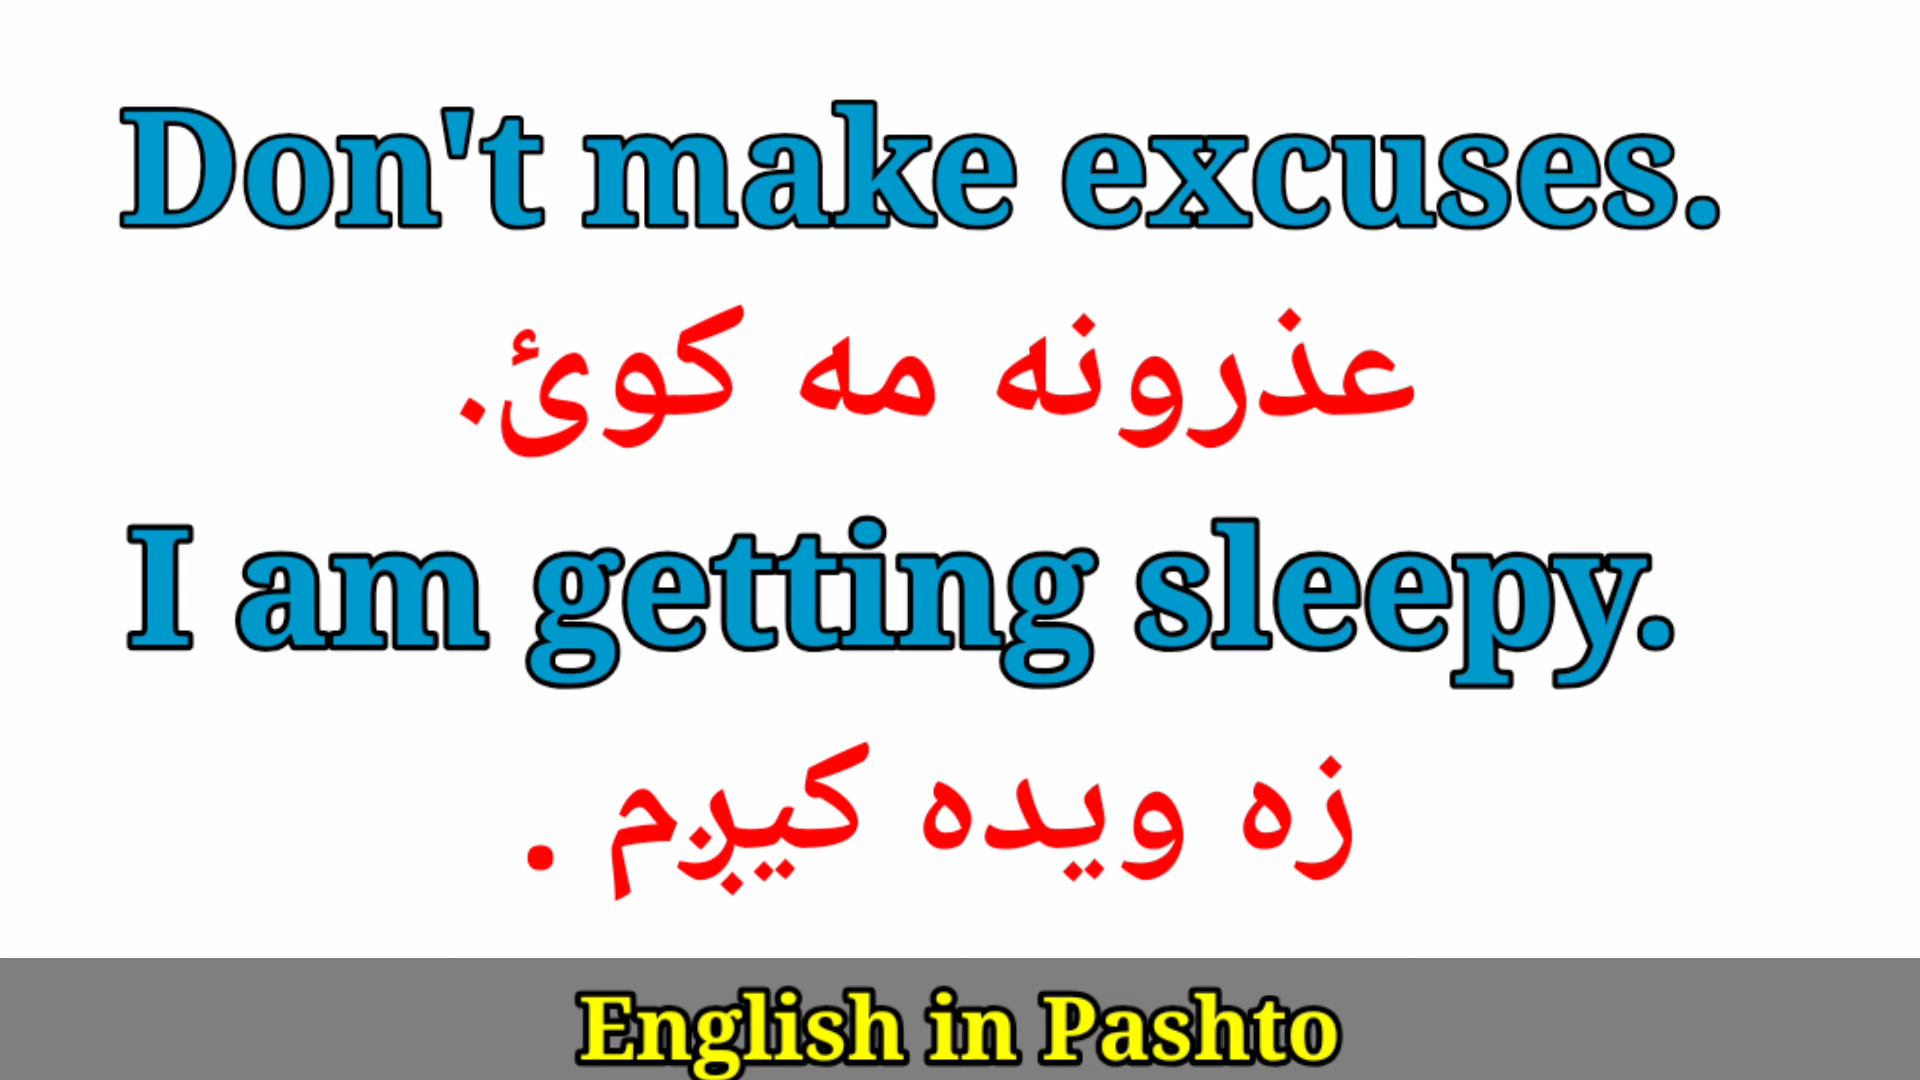 Don't make excuses.
عذرونه مه کوئ.
I am getting sleepy.
زه ویده کیږم .
English in Pashto